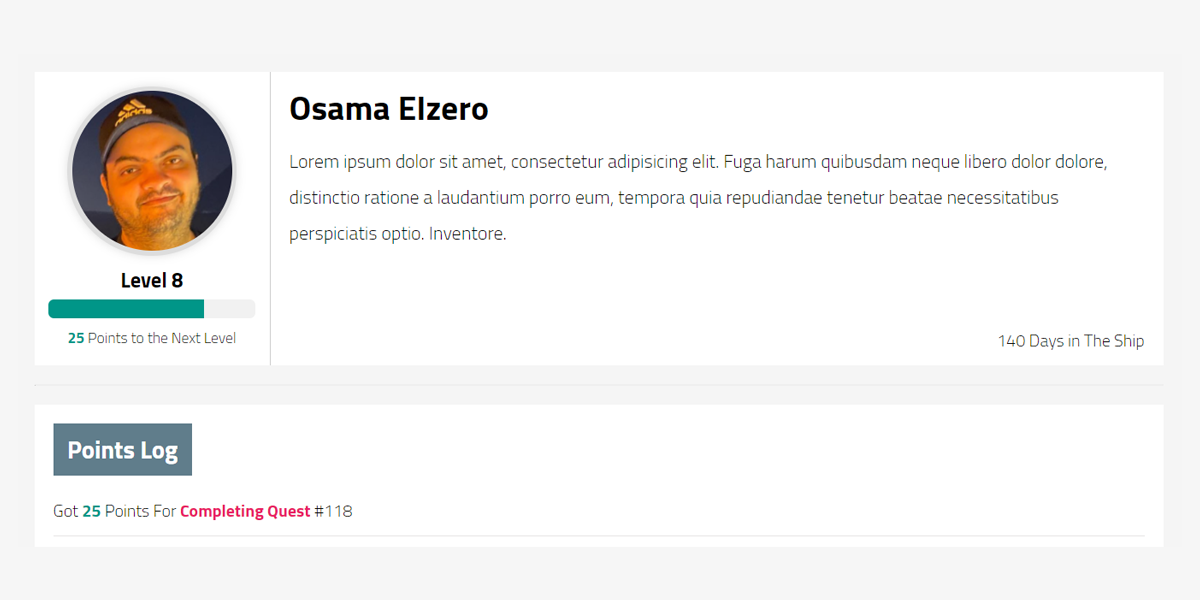 Osama Elzero
Lorem ipsum dolor sit amet, consectetur adipisicing elit. Fuga harum quibusdam neque libero dolor dolore,
distinctio ratione a laudantium porro eum, tempora quia repudiandae tenetur beatae necessitatibus
perspiciatis optio. Inventore.
adidas
Level 8
25 Points to the Next Level
140 Days in The Ship
Points Log
Got 25 Points For Completing Quest #118